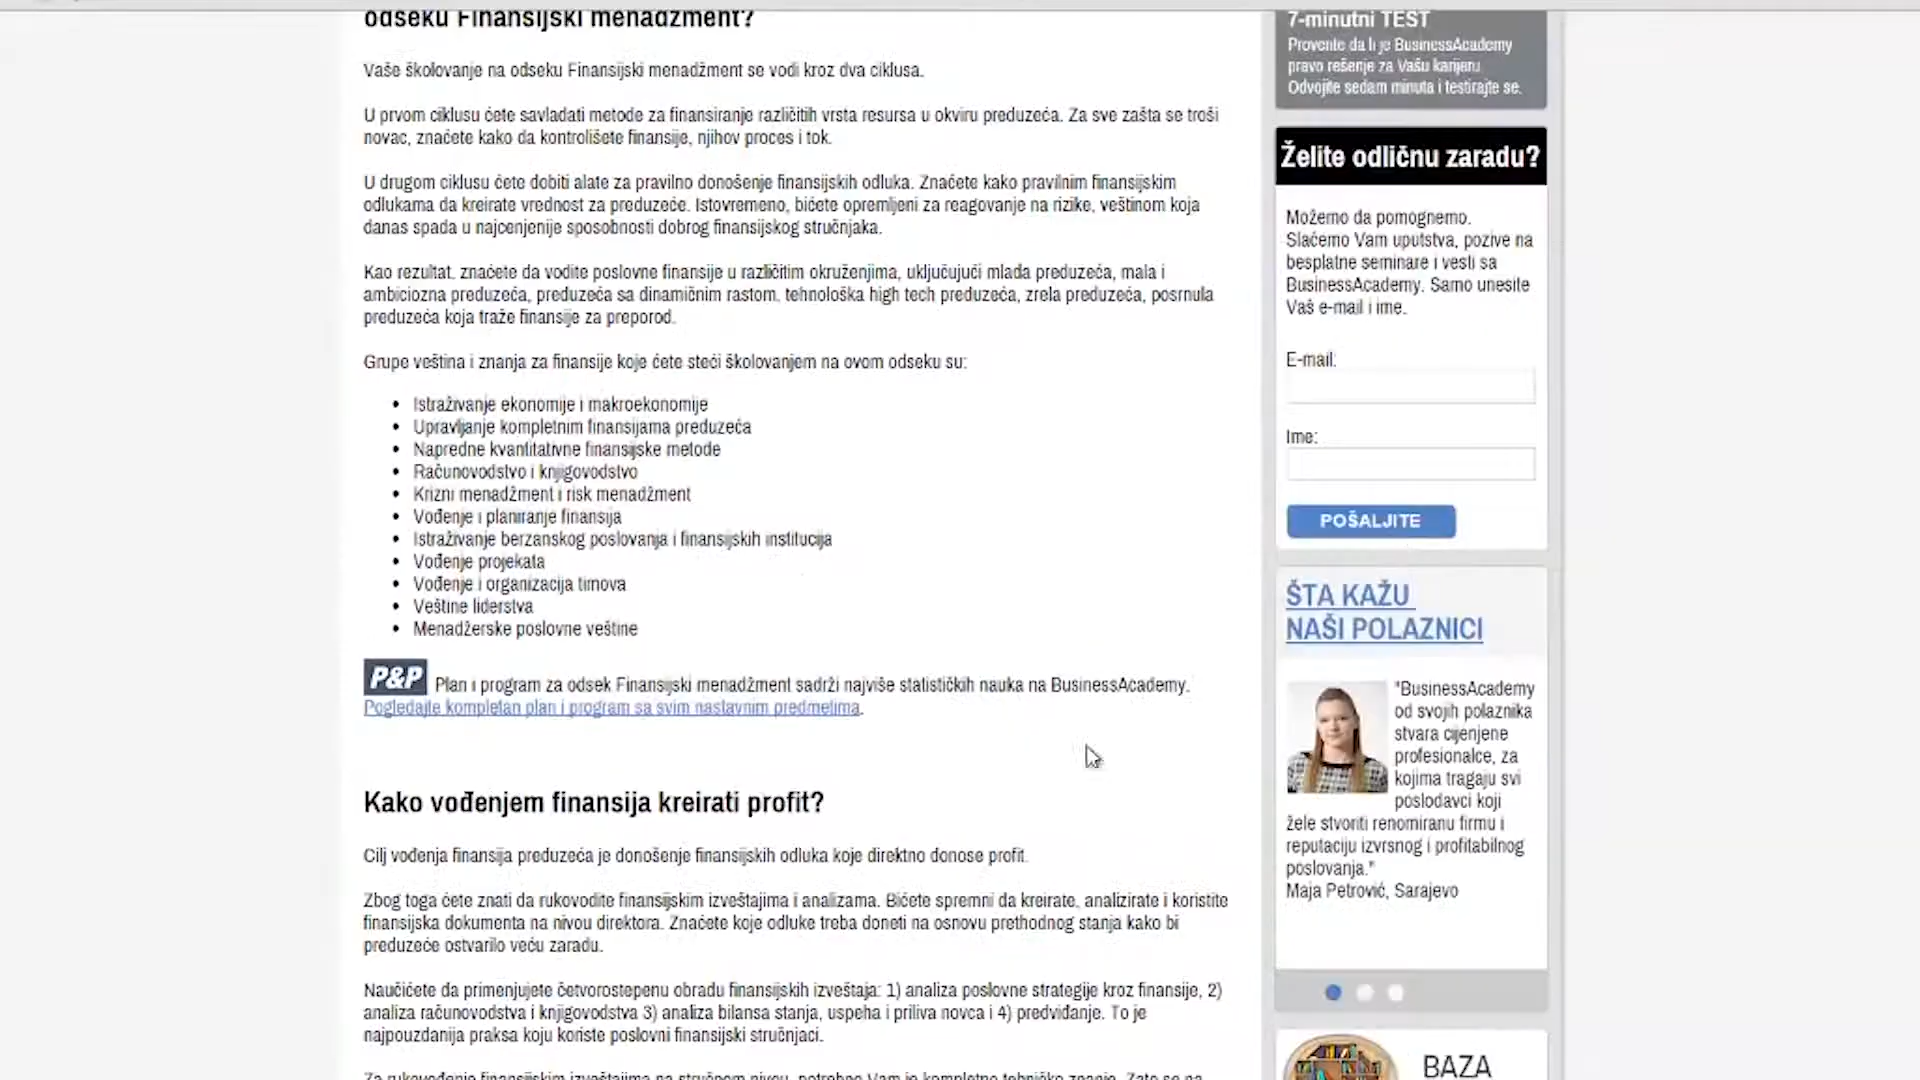 odseku Finansijski menadžment?
Vaše školovanje na odseku Finansijski menadžment se vodi kroz dva ciklusa.
U prvom ciklusu ćete savladati metode za finansiranje različitih vrsta resursa u okviru preduzeća. Za sve zašta se troši
novac, znaćete kako da kontrolišete finansije, njihov proces i tok.
U drugom ciklusu ćete dobiti alate za pravilno donošenje finansijskih odluka. Znaćete kako pravilnim finansijskim
odlukama da kreirate vrednost za preduzeće. Istovremeno, bićete opremljeni za reagovanje na rizike, veštinom koja
danas spada u najcenjenije sposobnosti dobrog finansijskog stručnjaka.
Kao rezultat, znaćete da vodite poslovne finansije u različitim okruženjima, uključujući mlada preduzeća, mala i
ambiciozna preduzeća, preduzeća sa dinamičnim rastom, tehnološka high tech preduzeća, zrela preduzeća, posrnula
preduzeća koja traže finansije za preporod.
Grupe veština i znanja za finansije koje ćete steći školovanjem na ovom odseku su:
• Istraživanje ekonomije i makroekonomije
• Upravljanje kompletnim finansijama preduzeća
• Napredne kvantitativne finansijske metode
• Računovodstvo i knjigovodstvo
• Krizni menadžment i risk menadžment
• Vođenje i planiranje finansija
• Istraživanje berzanskog poslovanja i finansijskih institucija
• Vođenje projekata
• Vođenje i organizacija timova
• Veštine liderstva
• Menadžerske poslovne veštine
P&P Plan i program za odsek Finansijski menadžment sadrži najviše statističkih nauka na BusinessAcademy.
Pogledajte kompletan plan i program sa svim nastavnim predmetima.
Kako vođenjem finansija kreirati profit?
Cilj vođenja finansija preduzeća je donošenje finansijskih odluka koje direktno donose profit.
Zbog toga ćete znati da rukovodite finansijskim izveštajima i analizama. Bićete spremni da kreirate, analizirate i koristite
finansijska dokumenta na nivou direktora. Znaćete koje odluke treba doneti na osnovu prethodnog stanja kako bi
preduzeće ostvarilo veću zaradu.
Naučićete da primenjujete četvorostepenu obradu finansijskih izveštaja: 1) analiza poslovne strategije kroz finansije, 2)
analiza računovodstva i knjigovodstva 3) analiza bilansa stanja, uspeha i priliva novca i 4) predviđanje. To je
najpouzdanija praksa koju koriste poslovni finansijski stručnjaci.
Za rukovođenje finansijskim izveštajima na stručnom nivou, potrebno Vam je kompletno tehničko znanje. Zato se na
7-minutni TEST
Proverite da li je BusinessAcademy
pravo rešenje za Vašu karijeru.
Odvojite sedam minuta i testirajte se.
Želite odličnu zaradu?
Možemo da pomognemo.
Slaćemo Vam uputstva, pozive na
besplatne seminare i vesti sa
BusinessAcademy. Samo unesite
Vaš e-mail i ime.
E-mail:
Ime:
POŠALJITE
ŠTA KAŽU
NAŠI POLAZNICI
"BusinessAcademy
od svojih polaznika
stvara cijenjene
profesionalce, za
kojima tragaju svi
poslodavci koji
žele stvoriti renomiranu firmu i
reputaciju izvrsnog i profitabilnog
poslovanja."
Maja Petrović, Sarajevo
BAZA